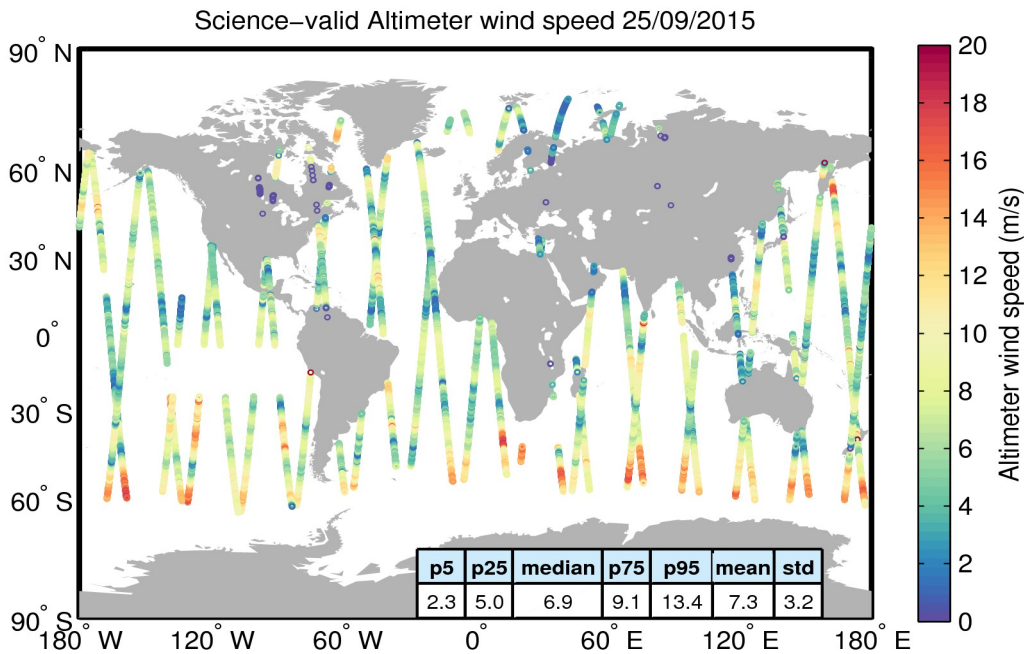 Science−valid Altimeter wind speed 25/09/2015
90° N
60° N
30° N
0°
30° S
60° S
90° S
180° W
120° W
60° W
0°
60° E
120° E
180° E
p5 p25 median p75 p95 mean std
2.3 5.0 6.9 9.1 13.4 7.3 3.2
20
18
16
14
12
10
8
6
4
2
0
Altimeter wind speed (m/s)